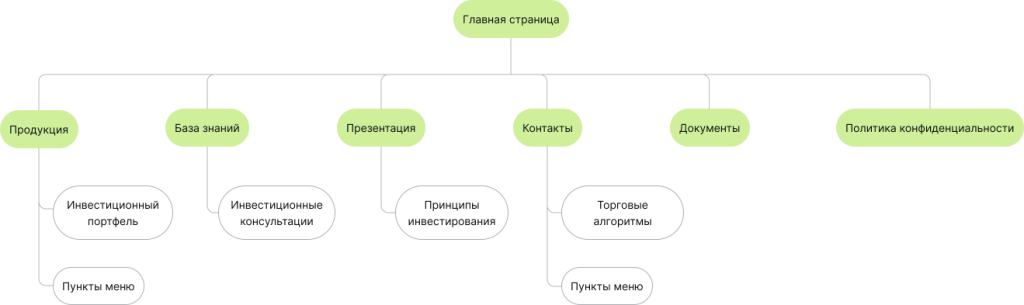 Главная страница
Продукция
База знаний
Презентация
Контакты
Документы
Политика конфиденциальности
Инвестиционный
портфель
Инвестиционные
консультации
Принципы
инвестирования
Торговые
алгоритмы
Пункты меню
Пункты меню